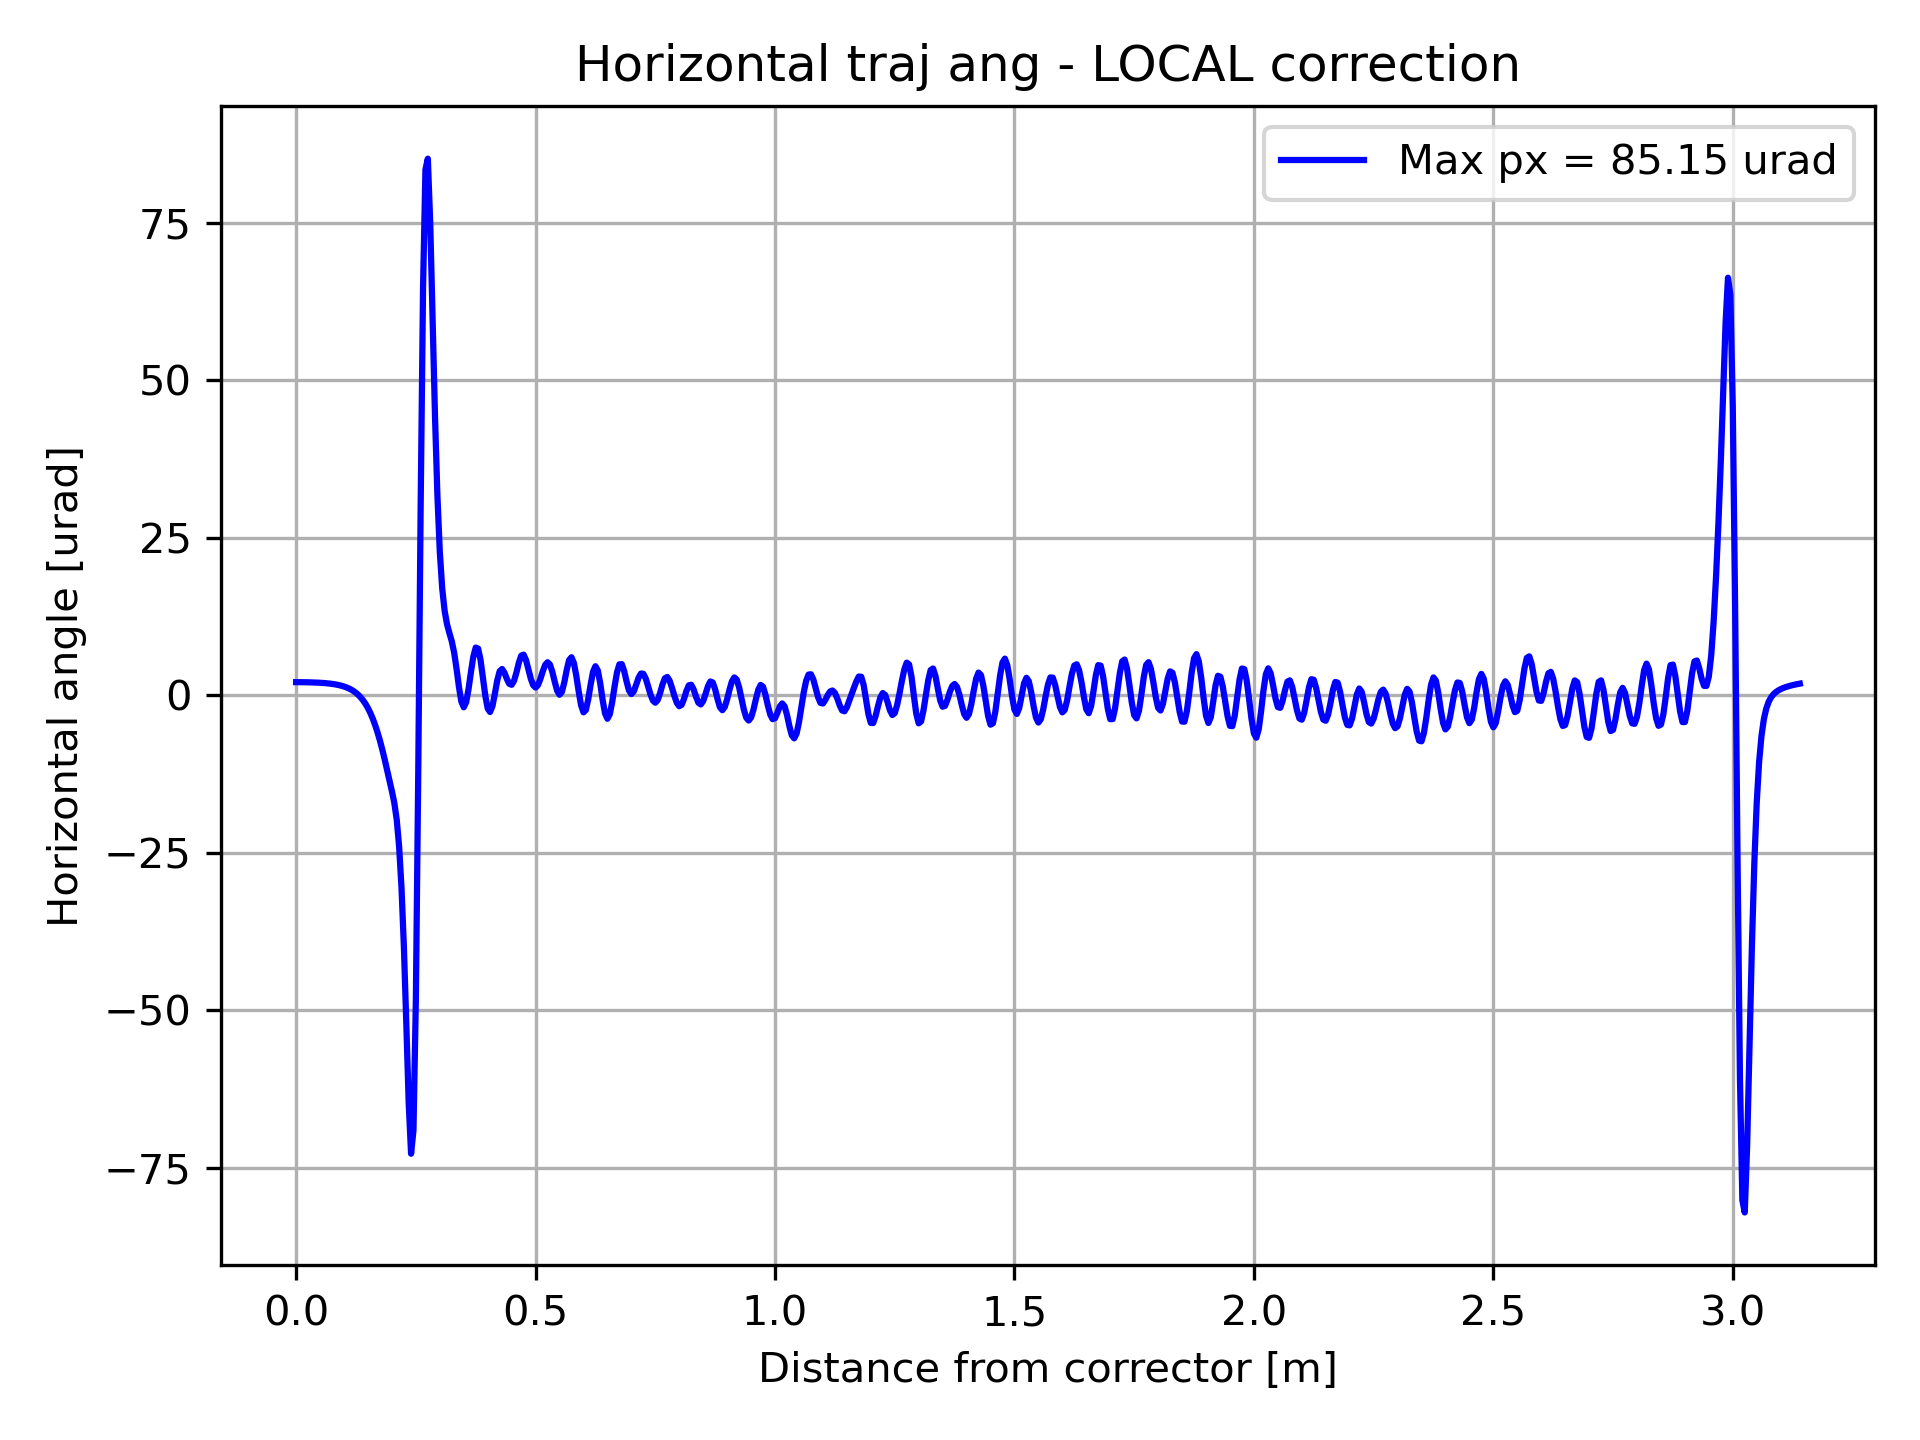 Horizontal traj ang - LOCAL correction
Max px = 85.15 urad
Horizontal angle [urad]
75
50
25
0
−25
−50
−75
0.0 0.5 1.0 1.5 2.0 2.5 3.0
Distance from corrector [m]